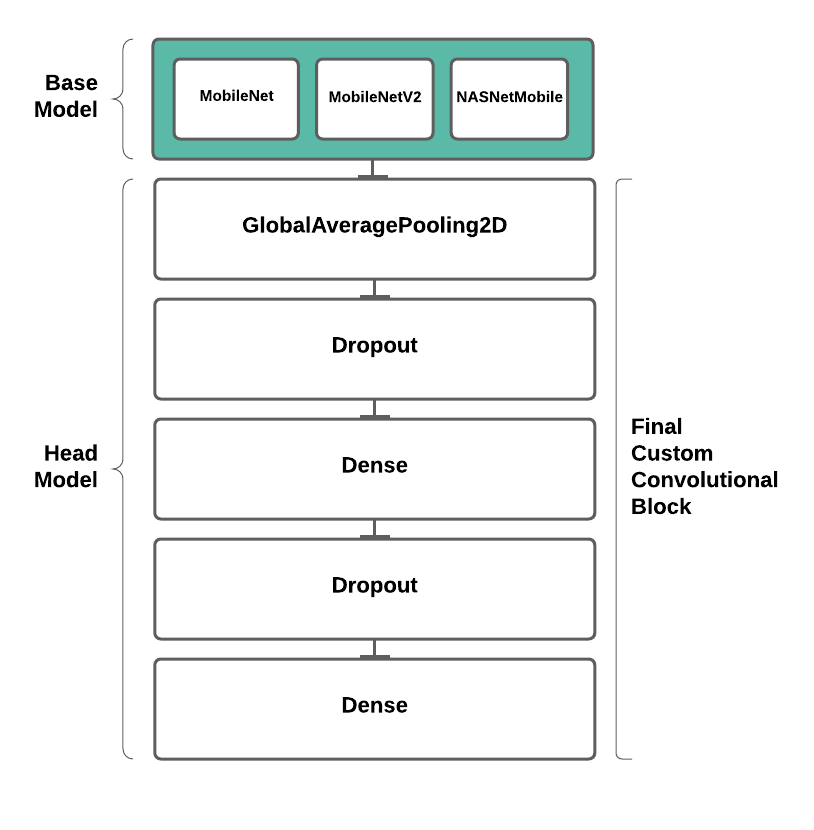 Base
Model
MobileNet
MobileNetV2
NASNetMobile
GlobalAveragePooling2D
Dropout
Dense
Dropout
Dense
Head
Model
Final
Custom
Convolutional
Block